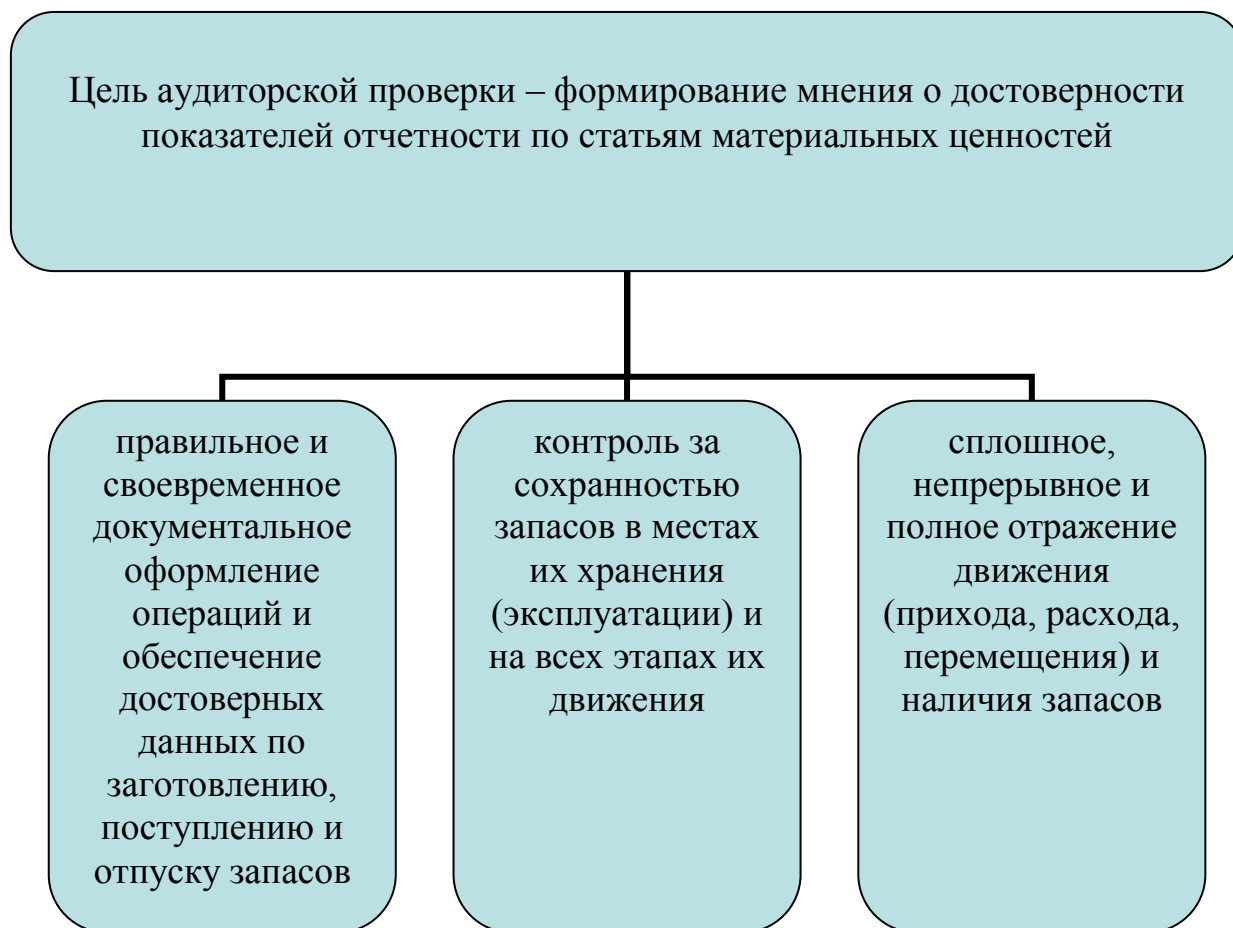 Цель аудиторской проверки – формирование мнения о достоверности
показателей отчетности по статьям материальных ценностей
правильное и
своевременное
документальное
оформление
операций и
обеспечение
достоверных
данных по
заготовлению,
поступлению и
отпуску запасов
контроль за
сохранностью
запасов в местах
их хранения
(эксплуатации) и
на всех этапах их
движения
сплошное,
непрерывное и
полное отражение
движения
(прихода, расхода,
перемещения) и
наличия запасов